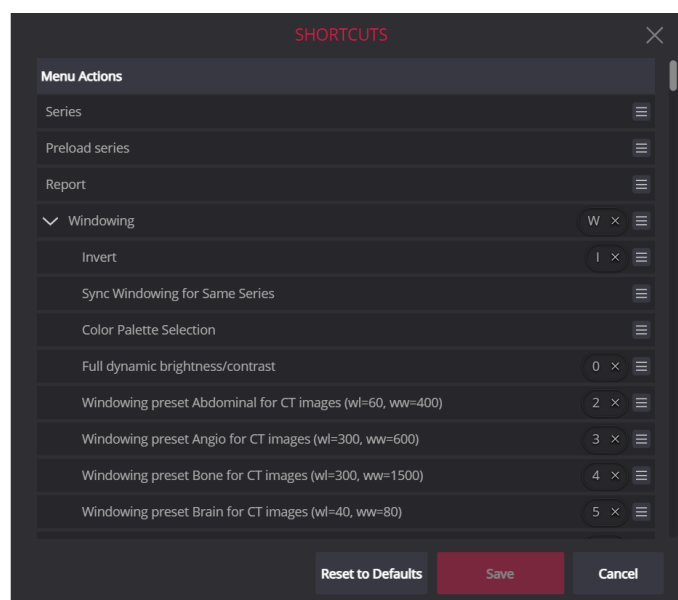 SHORTCUTS
Menu Actions
Series
Preload series
Report
Windowing W ×
Invert I ×
Sync Windowing for Same Series
Color Palette Selection
Full dynamic brightness/contrast 0 ×
Windowing preset Abdominal for CT images (wl=60, ww=400) 2 ×
Windowing preset Angio for CT images (wl=300, ww=600) 3 ×
Windowing preset Bone for CT images (wl=300, ww=1500) 4 ×
Windowing preset Brain for CT images (wl=40, ww=80) 5 ×
Reset to Defaults Save Cancel